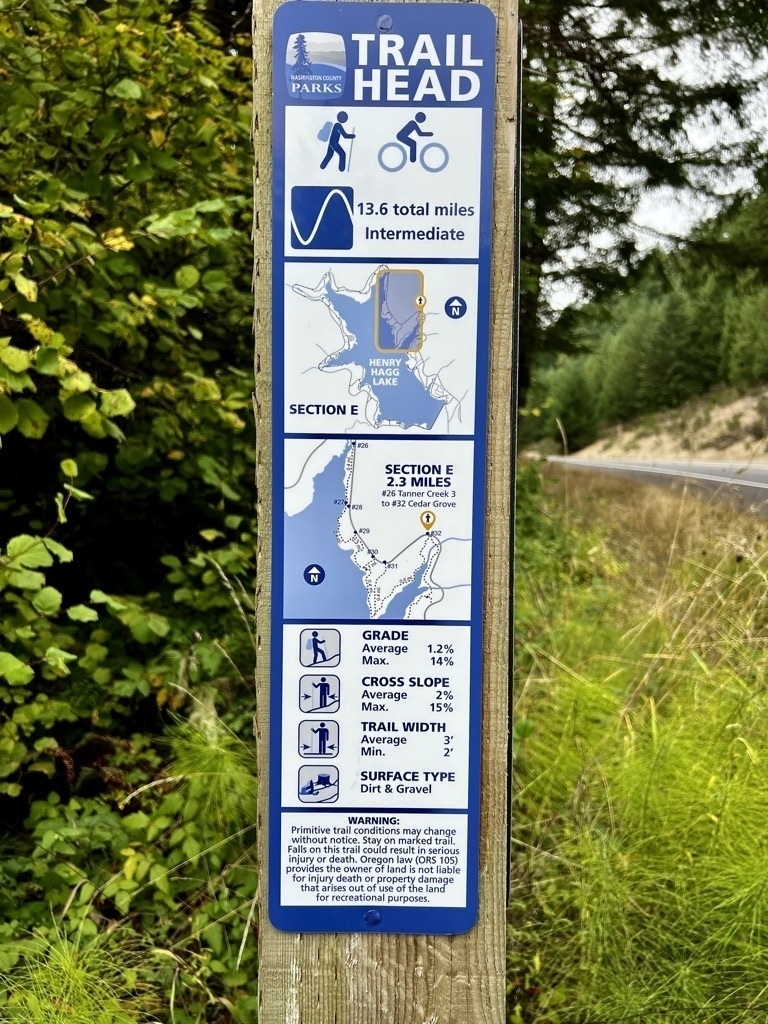 WASHINGTON COUNTY
PARKS
TRAIL
HEAD
13.6 total miles
Intermediate
N
HENRY
HAGG
LAKE
SECTION E
#26
SECTION E
2.3 MILES
#26 Tanner Creek 3
to #32 Cedar Grove
#27
#28
#29
#32
#30
#31
N
GRADE
Average 1.2%
Max. 14%
CROSS SLOPE
Average 2%
Max. 15%
TRAIL WIDTH
Average 3'
Min. 2'
SURFACE TYPE
Dirt & Gravel
WARNING:
Primitive trail conditions may change
without notice. Stay on marked trail.
Falls on this trail could result in serious
injury or death. Oregon law (ORS 105)
provides the owner of land is not liable
for injury death or property damage
that arises out of use of the land
for recreational purposes.